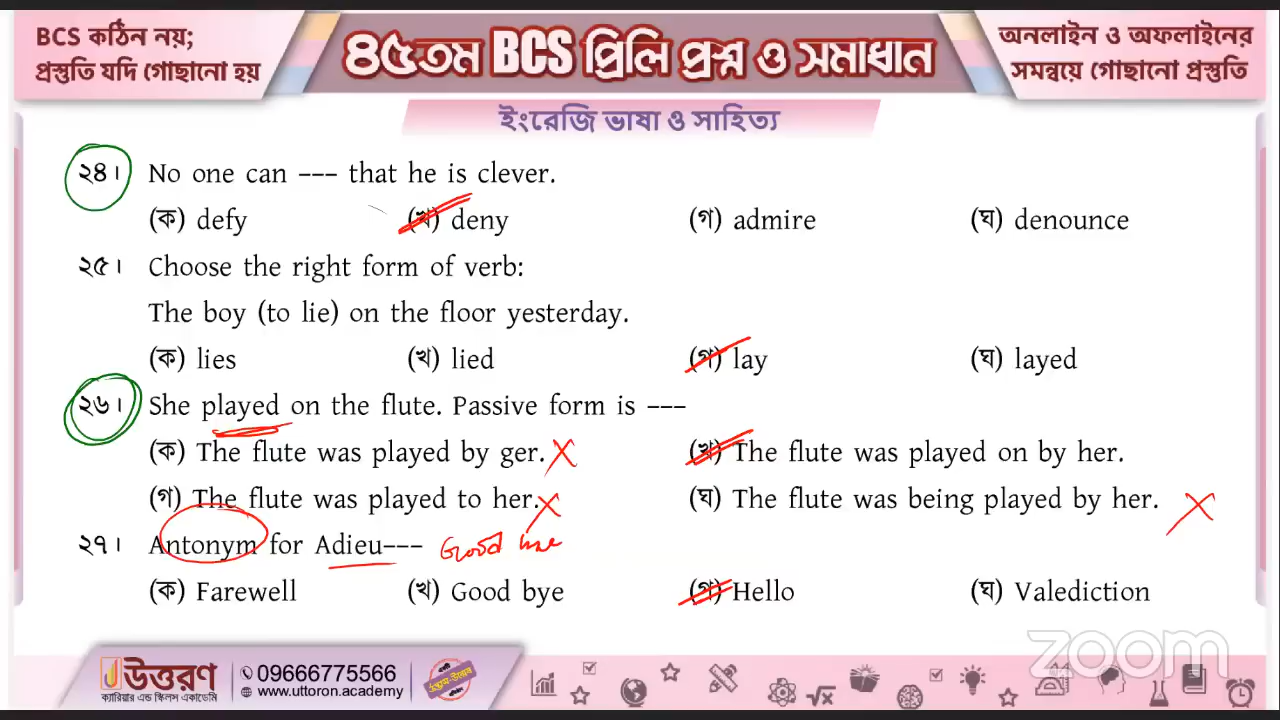 BCS কঠিন নয়;
প্রস্তুতি যদি গোছানো হয়
৪৫তম BCS প্রিলি প্রশ্ন ও সমাধান
অনলাইন ও অফলাইনের
সমন্বয়ে গোছানো প্রস্তুতি
ইংরেজি ভাষা ও সাহিত্য
২৪। No one can --- that he is clever.
(ক) defy (খ) deny (গ) admire (ঘ) denounce
২৫। Choose the right form of verb:
The boy (to lie) on the floor yesterday.
(ক) lies (খ) lied (গ) lay (ঘ) layed
২৬। She played on the flute. Passive form is ---
(ক) The flute was played by ger. (খ) The flute was played on by her.
(গ) The flute was played to her. (ঘ) The flute was being played by her.
২৭। Antonym for Adieu--- Good
(ক) Farewell (খ) Good bye (গ) Hello (ঘ) Valediction
zoom
উত্তরণ
ক্যারিয়ার এন্ড স্কিলস একাডেমি
09666775566
www.uttoron.academy